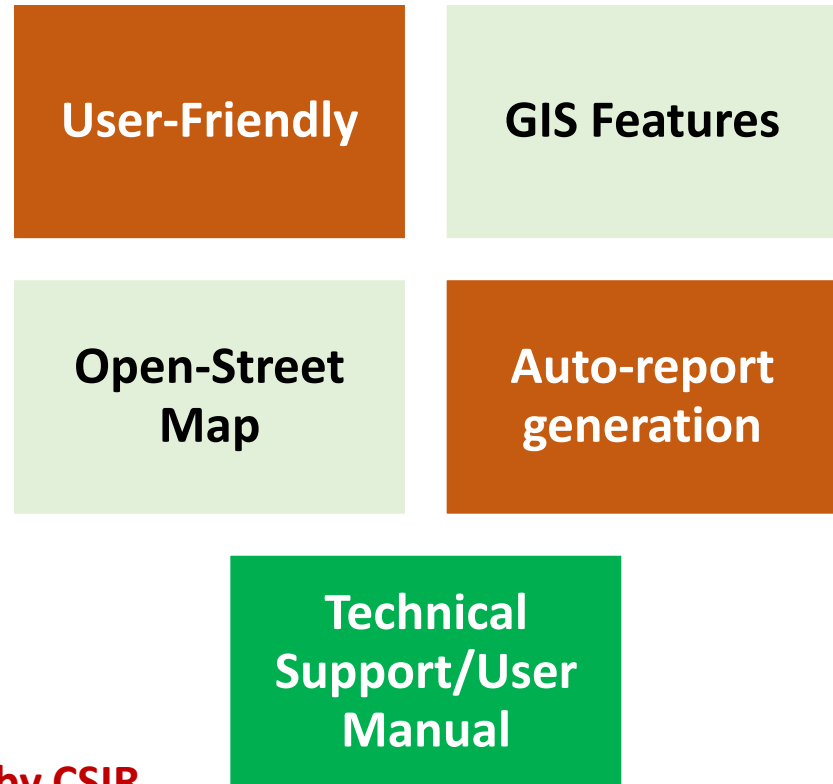 User-Friendly
GIS Features
Open-Street
Map
Auto-report
generation
Technical
Support/User
Manual
by CSIR